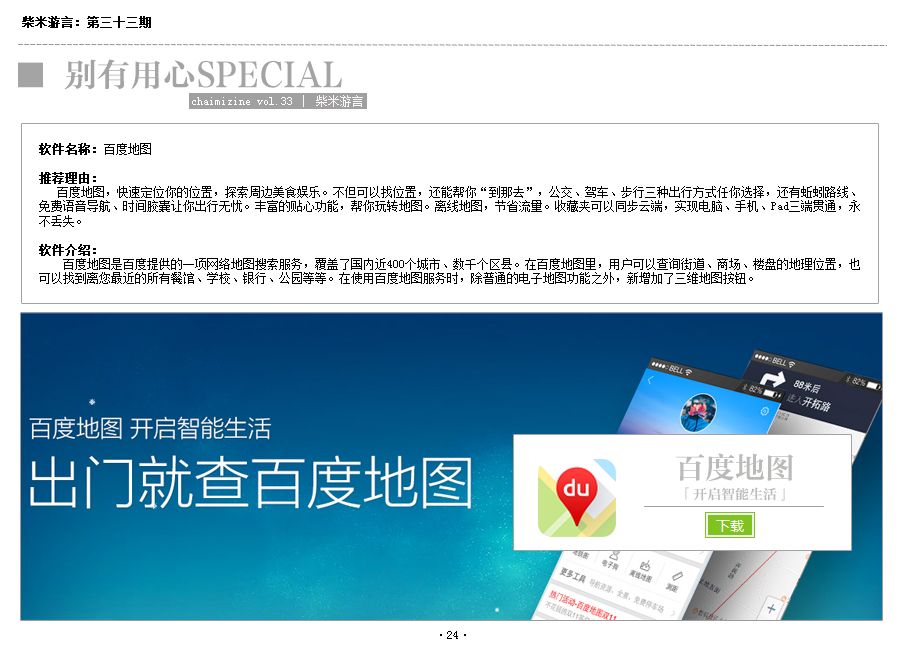 柴米游言：第三十三期
别有用心SPECIAL
chaimizine vol.33 | 柴米游言
软件名称：百度地图
推荐理由：
百度地图，快速定位你的位置，探索周边美食娱乐。不但可以找位置，还能帮你“到那去”，公交、驾车、步行三种出行方式任你选择，还有蚯蚓路线、
免费语音导航、时间胶囊让你出行无忧。丰富的贴心功能，帮你玩转地图。离线地图，节省流量。收藏夹可以同步云端，实现电脑、手机、Pad三端贯通，永
不丢失。
软件介绍：
百度地图是百度提供的一项网络地图搜索服务，覆盖了国内近400个城市、数千个区县。在百度地图里，用户可以查询街道、商场、楼盘的地理位置，也
可以找到离您最近的所有餐馆、学校、银行、公园等等。在使用百度地图服务时，除普通的电子地图功能之外，新增加了三维地图按钮。
百度地图 开启智能生活
出门就查百度地图
BELL
82%
88米后
进入开拓路
BELL
82%
du
百度地图
「开启智能生活」
下载
电子狗
离线地图
测距
更多工具
热门活动-百度地图双11
· 24 ·